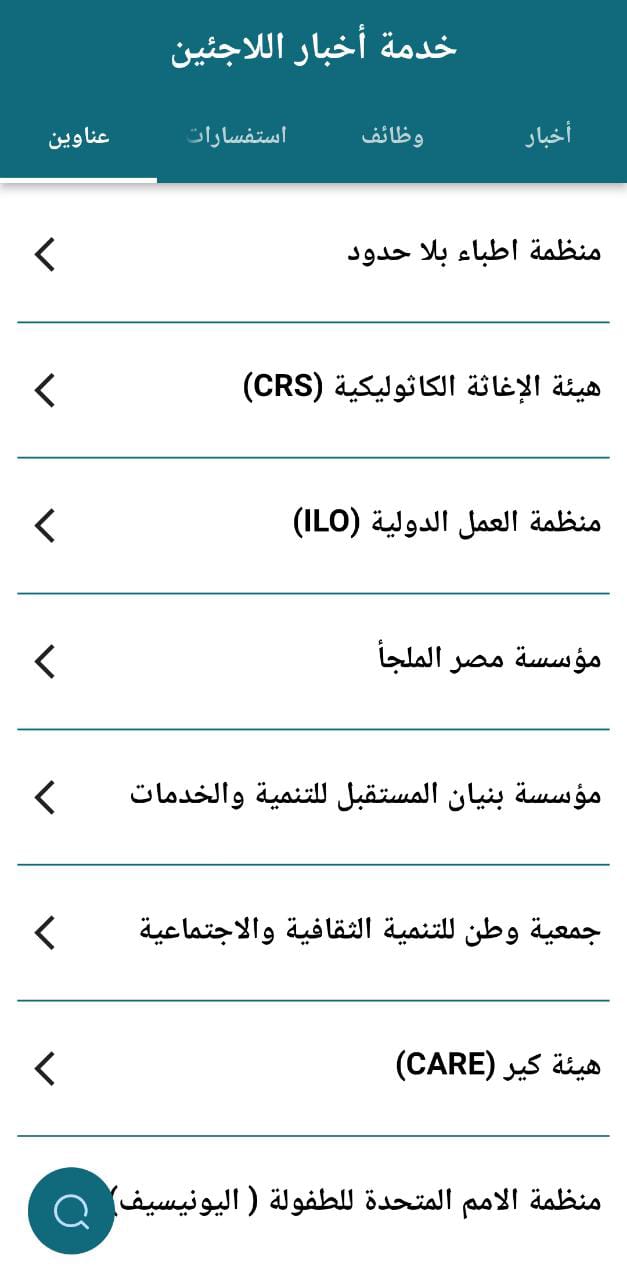 خدمة أخبار اللاجئين
أخبار وظائف استفسارات عناوين
منظمة اطباء بلا حدود
هيئة الإغاثة الكاثوليكية (CRS)
منظمة العمل الدولية (ILO)
مؤسسة مصر الملجأ
مؤسسة بنيان المستقبل للتنمية والخدمات
جمعية وطن للتنمية الثقافية والاجتماعية
هيئة كير (CARE)
منظمة الامم المتحدة للطفولة ( اليونيسيف)